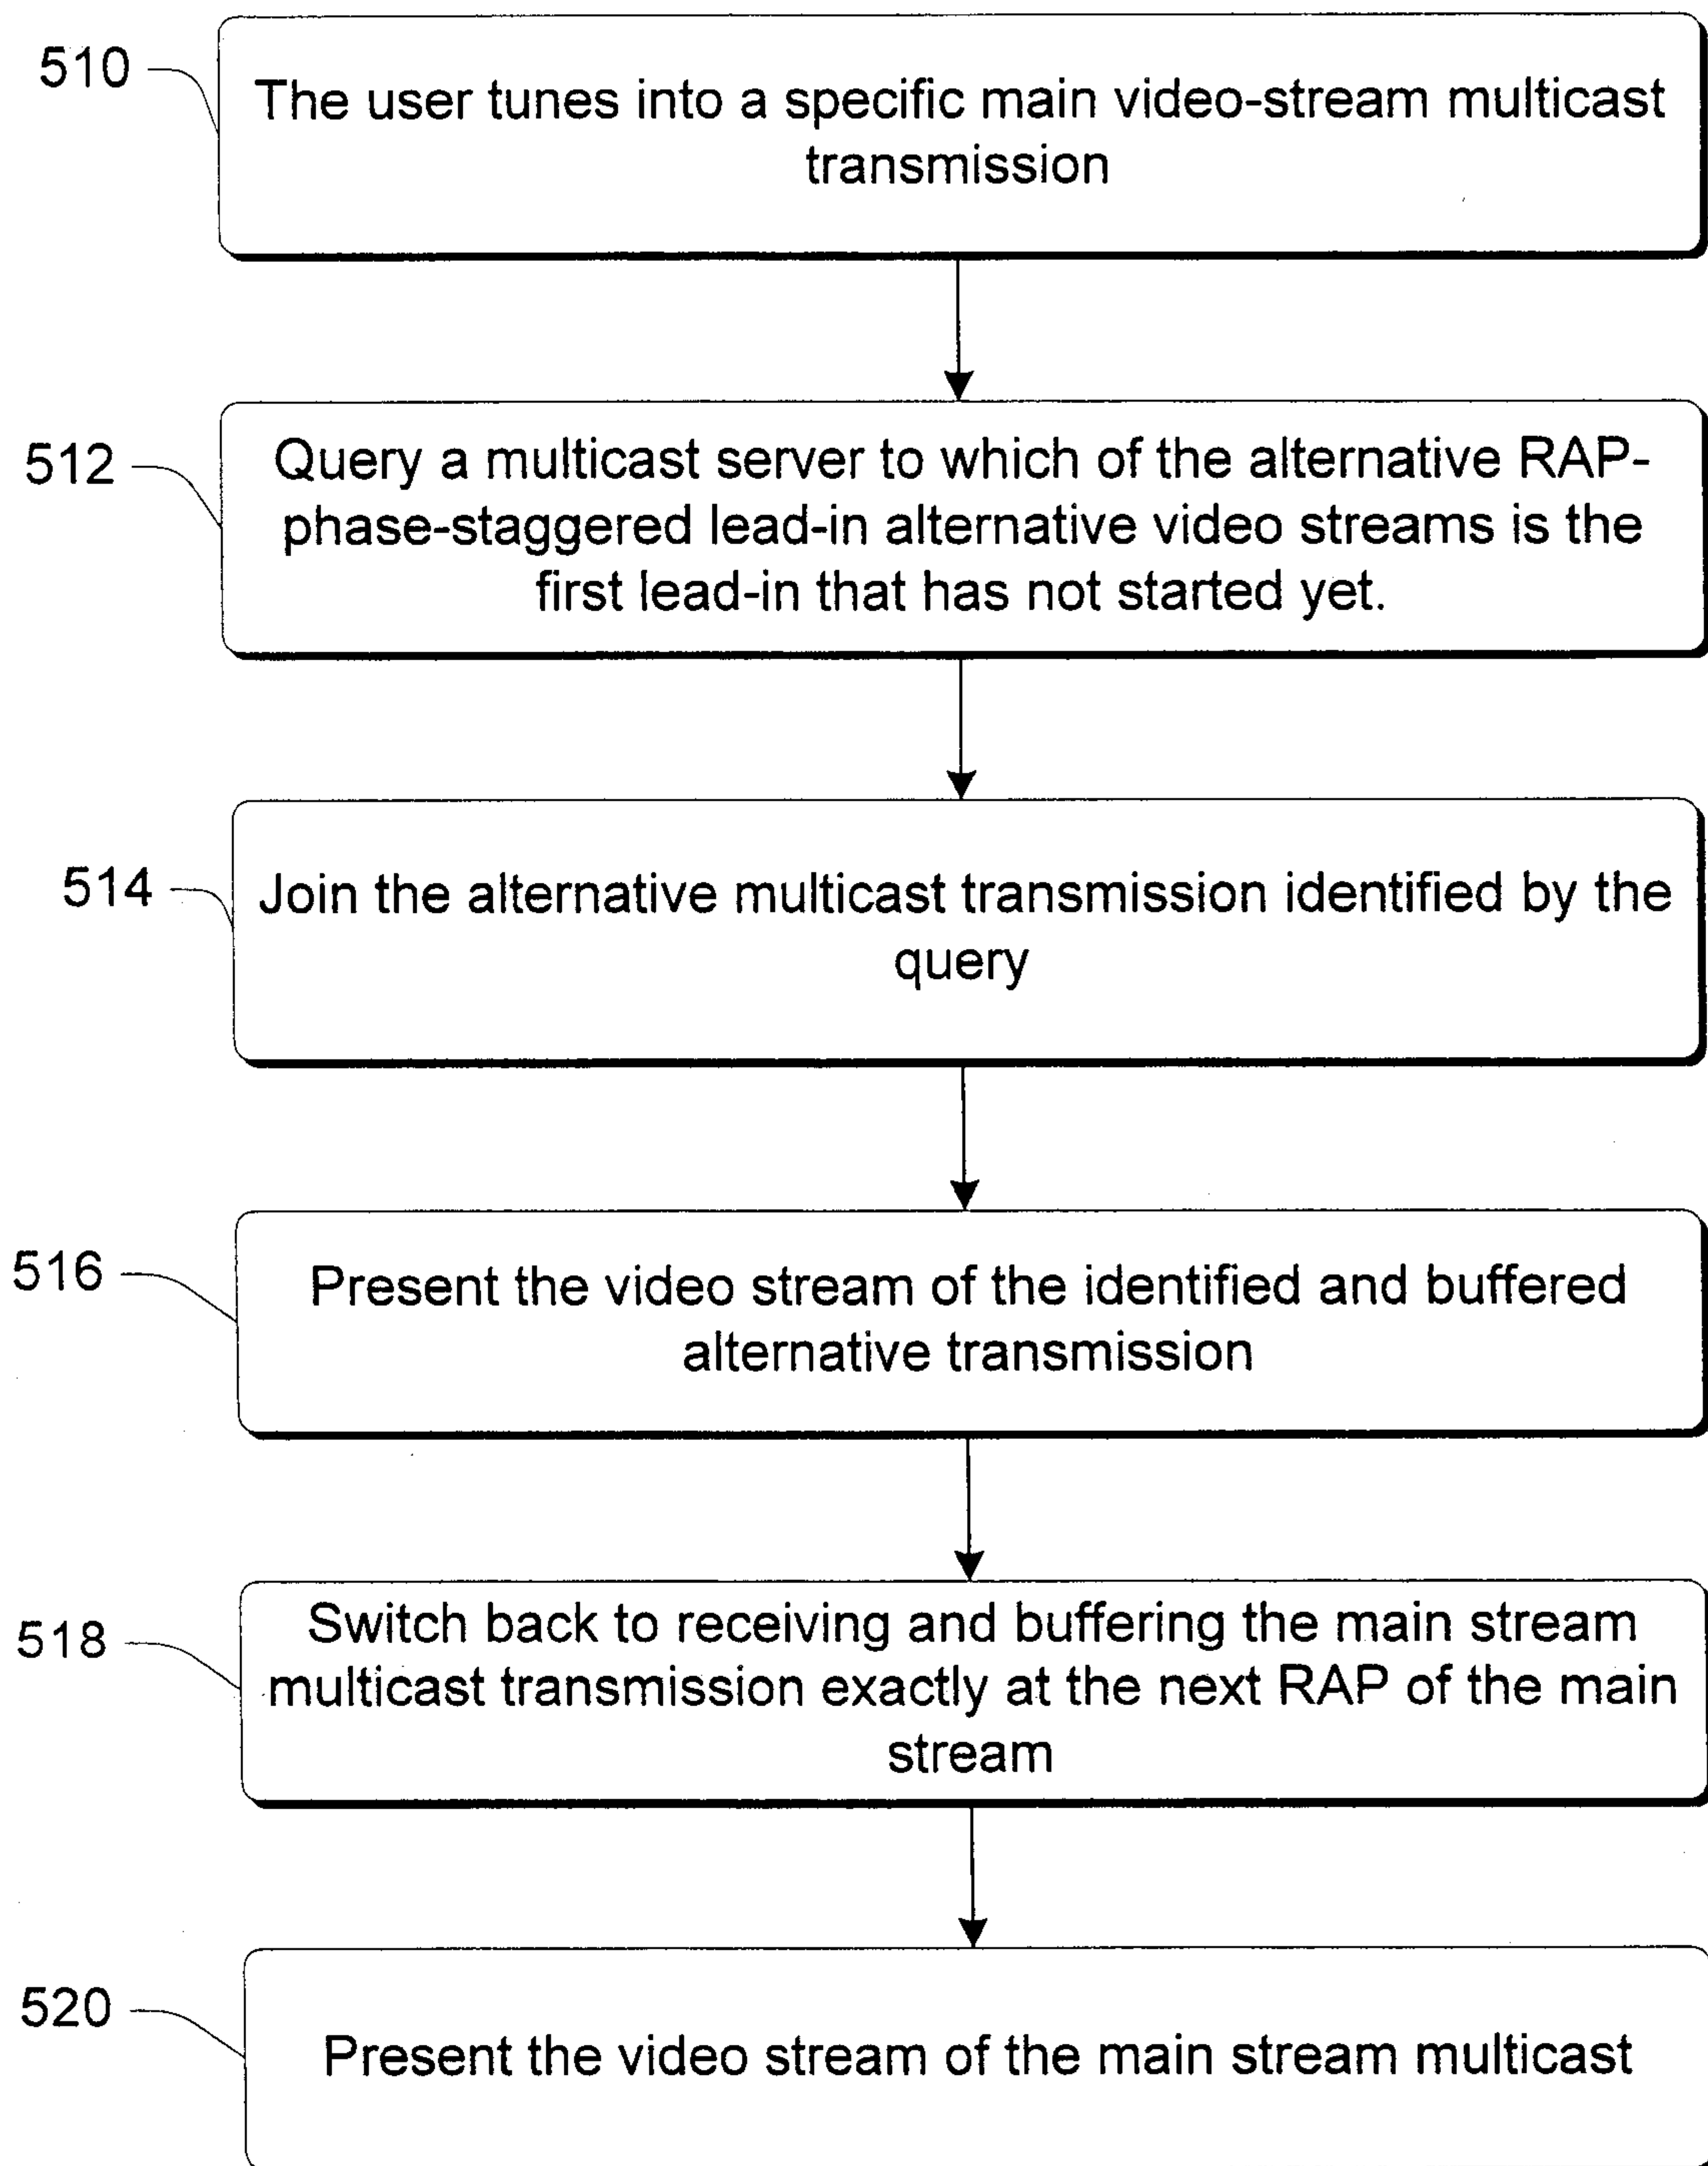 510
The user tunes into a specific main video-stream multicast
transmission
512
Query a multicast server to which of the alternative RAP-
phase-staggered lead-in alternative video streams is the
first lead-in that has not started yet.
514
Join the alternative multicast transmission identified by the
query
516
Present the video stream of the identified and buffered
alternative transmission
518
Switch back to receiving and buffering the main stream
multicast transmission exactly at the next RAP of the main
stream
520
Present the video stream of the main stream multicast